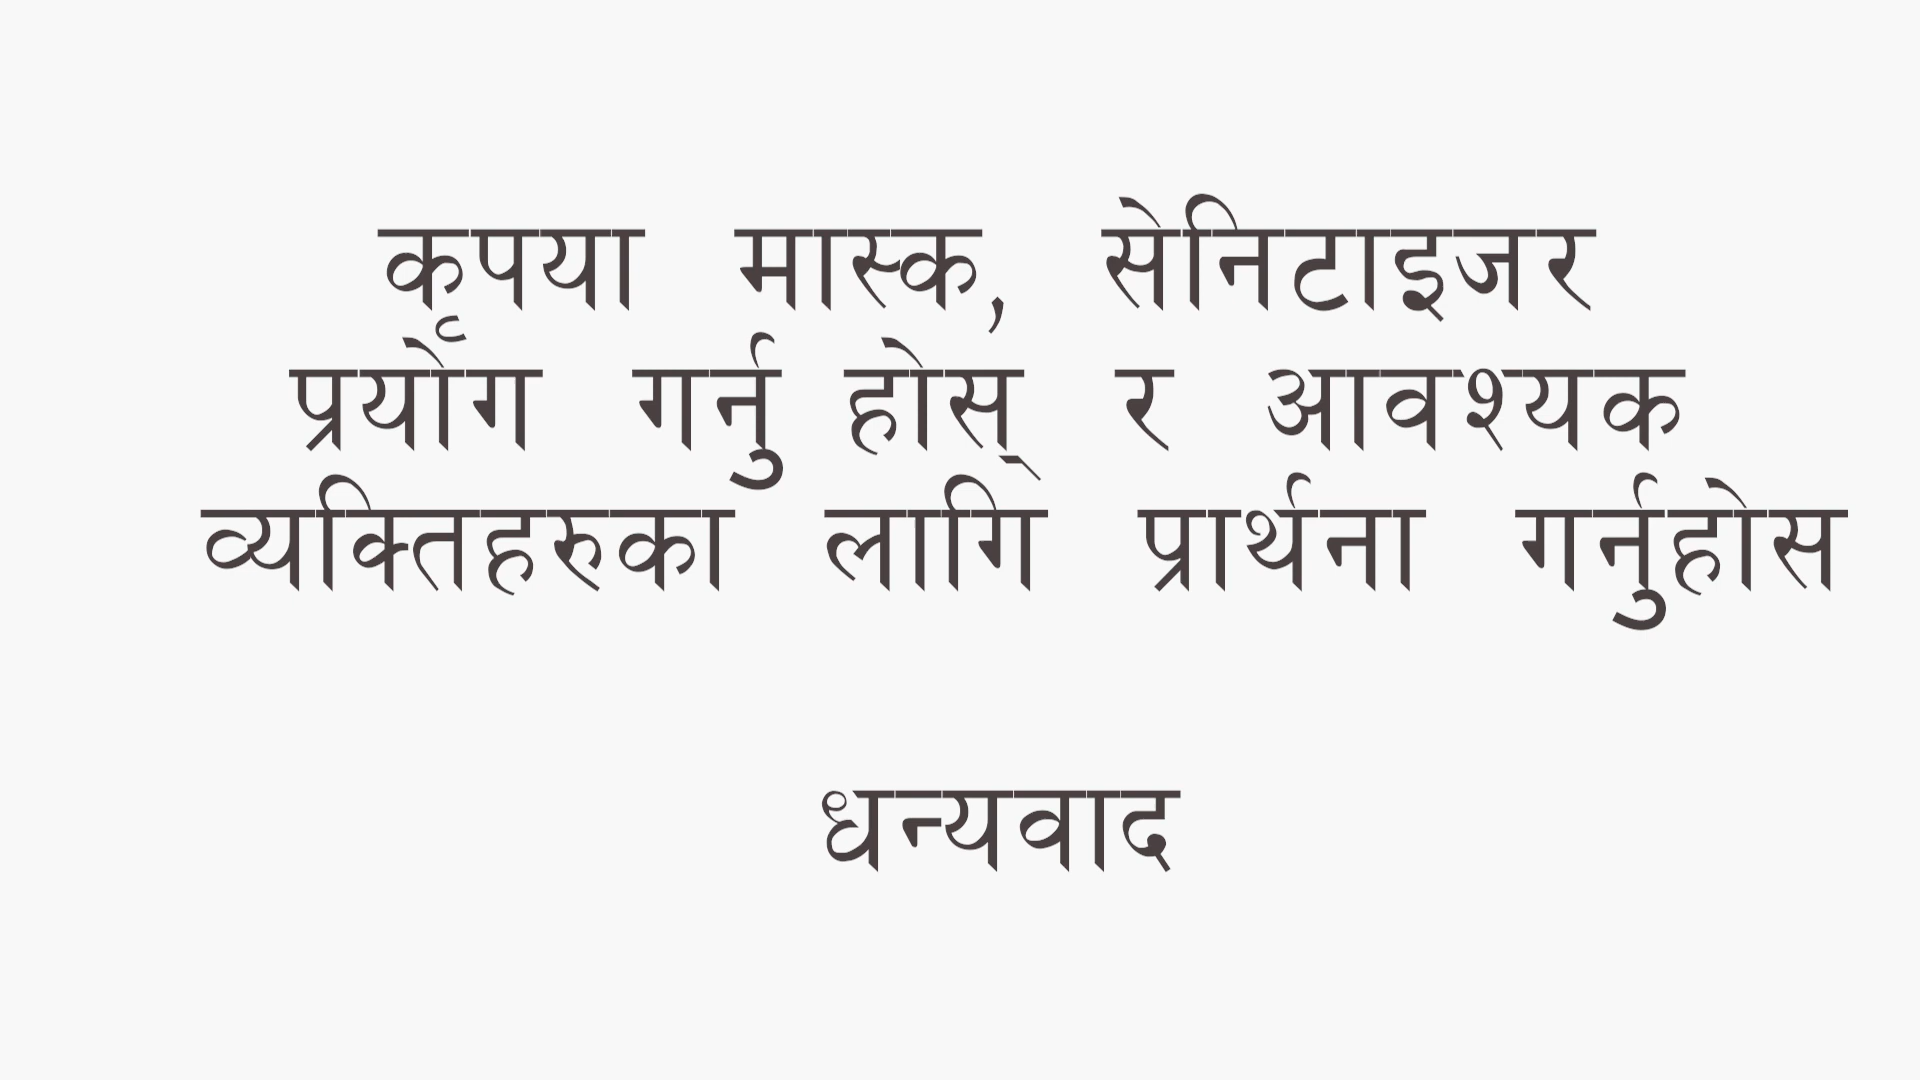 कृपया मास्क, सेनिटाइजर
प्रयोग गर्नु होस् र आवश्यक
व्यक्तिहरुका लागि प्रार्थना गर्नुहोस
धन्यवाद